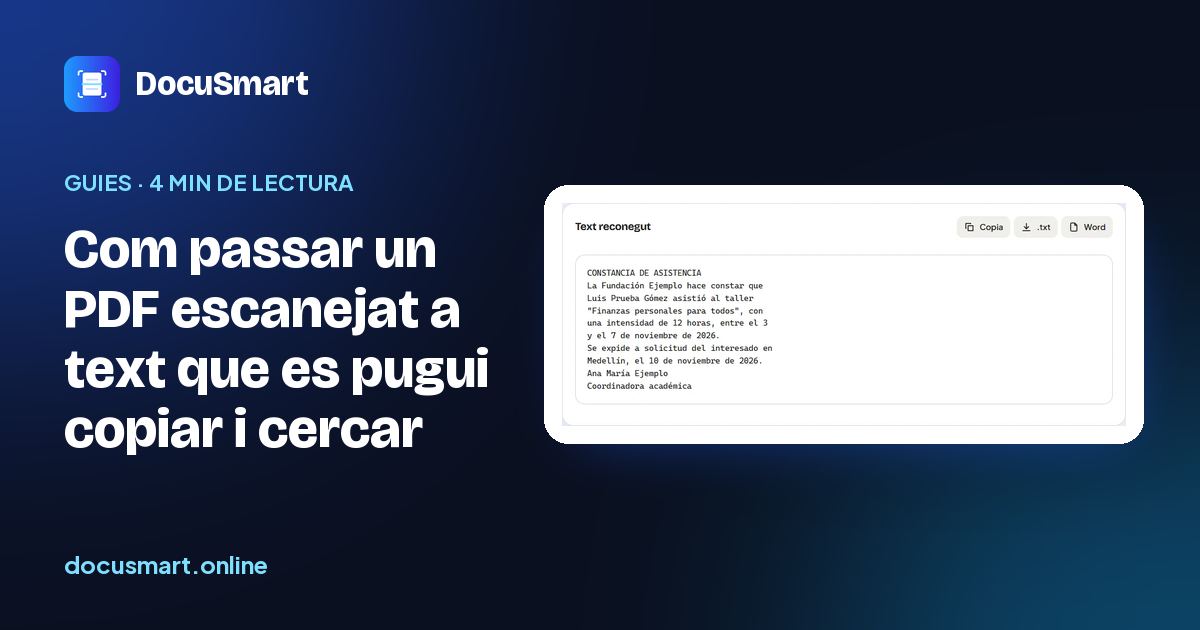 DocuSmart
GUIES · 4 MIN DE LECTURA
Com passar un
PDF escanejat a
text que es pugui
copiar i cercar
docusmart.online
Text reconegut
Copia
.txt
Word
CONSTANCIA DE ASISTENCIA
La Fundación Ejemplo hace constar que
Luis Prueba Gómez asistió al taller
"Finanzas personales para todos", con
una intensidad de 12 horas, entre el 3
y el 7 de noviembre de 2026.
Se expide a solicitud del interesado en
Medellín, el 10 de noviembre de 2026.
Ana María Ejemplo
Coordinadora académica